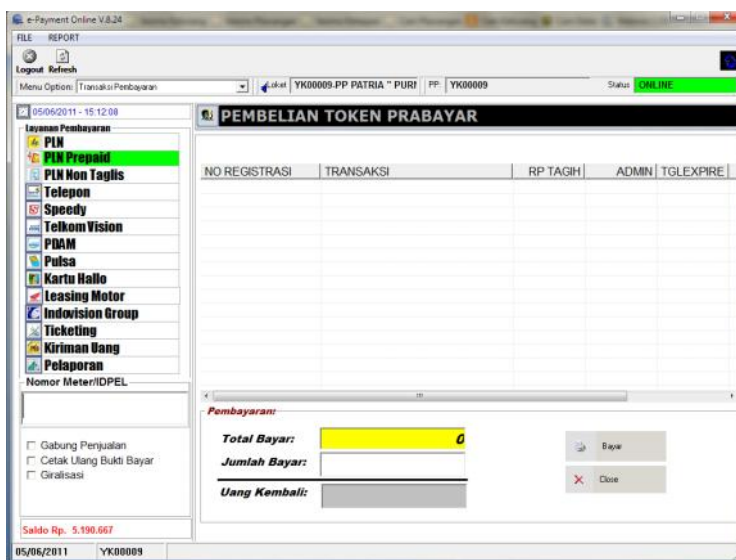 e-Payment Online V.8.24
FILE REPORT
Logout Refresh
Menu Option: Transaksi Pembayaran Loket YK00009-PP PATRIA " PURI PP: YK00009 Status ONLINE
05/06/2011 - 15:12:08
PEMBELIAN TOKEN PRABAYAR
Layanan Pembayaran
PLN
PLN Prepaid
PLN Non Taglis
Telepon
Speedy
Telkom Vision
PDAM
Pulsa
Kartu Hallo
Leasing Motor
Indovision Group
Ticketing
Kiriman Uang
Pelaporan
NO REGISTRASI TRANSAKSI RP TAGIH ADMIN TGLEXPIRE
Nomor Meter/IDPEL
Gabung Penjualan
Cetak Ulang Bukti Bayar
Giralisasi
Pembayaran:
Total Bayar: 0
Jumlah Bayar:
Uang Kembali:
Bayar
Close
Saldo Rp. 5.190.667
05/06/2011 YK00009